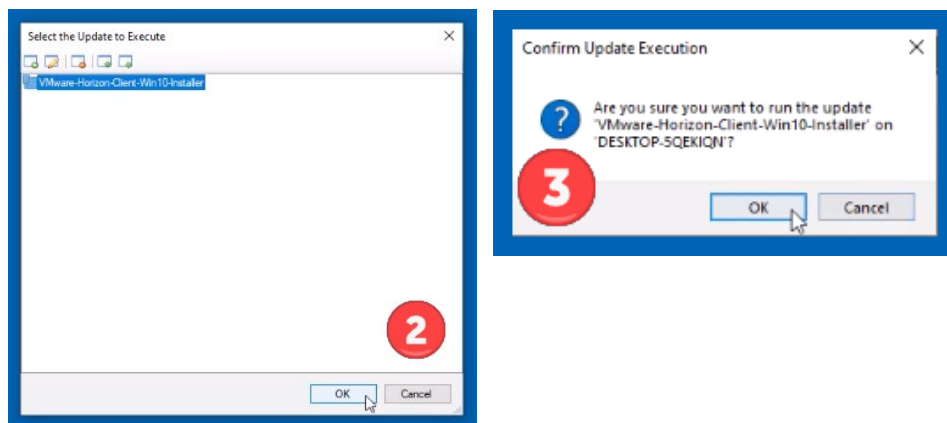 Select the Update to Execute
VMware-Horizon-Client-Win10-Installer
2
OK
Cancel
Confirm Update Execution
Are you sure you want to run the update
'VMware-Horizon-Client-Win10-Installer' on
'DESKTOP-5QEKIQN'?
3
OK
Cancel